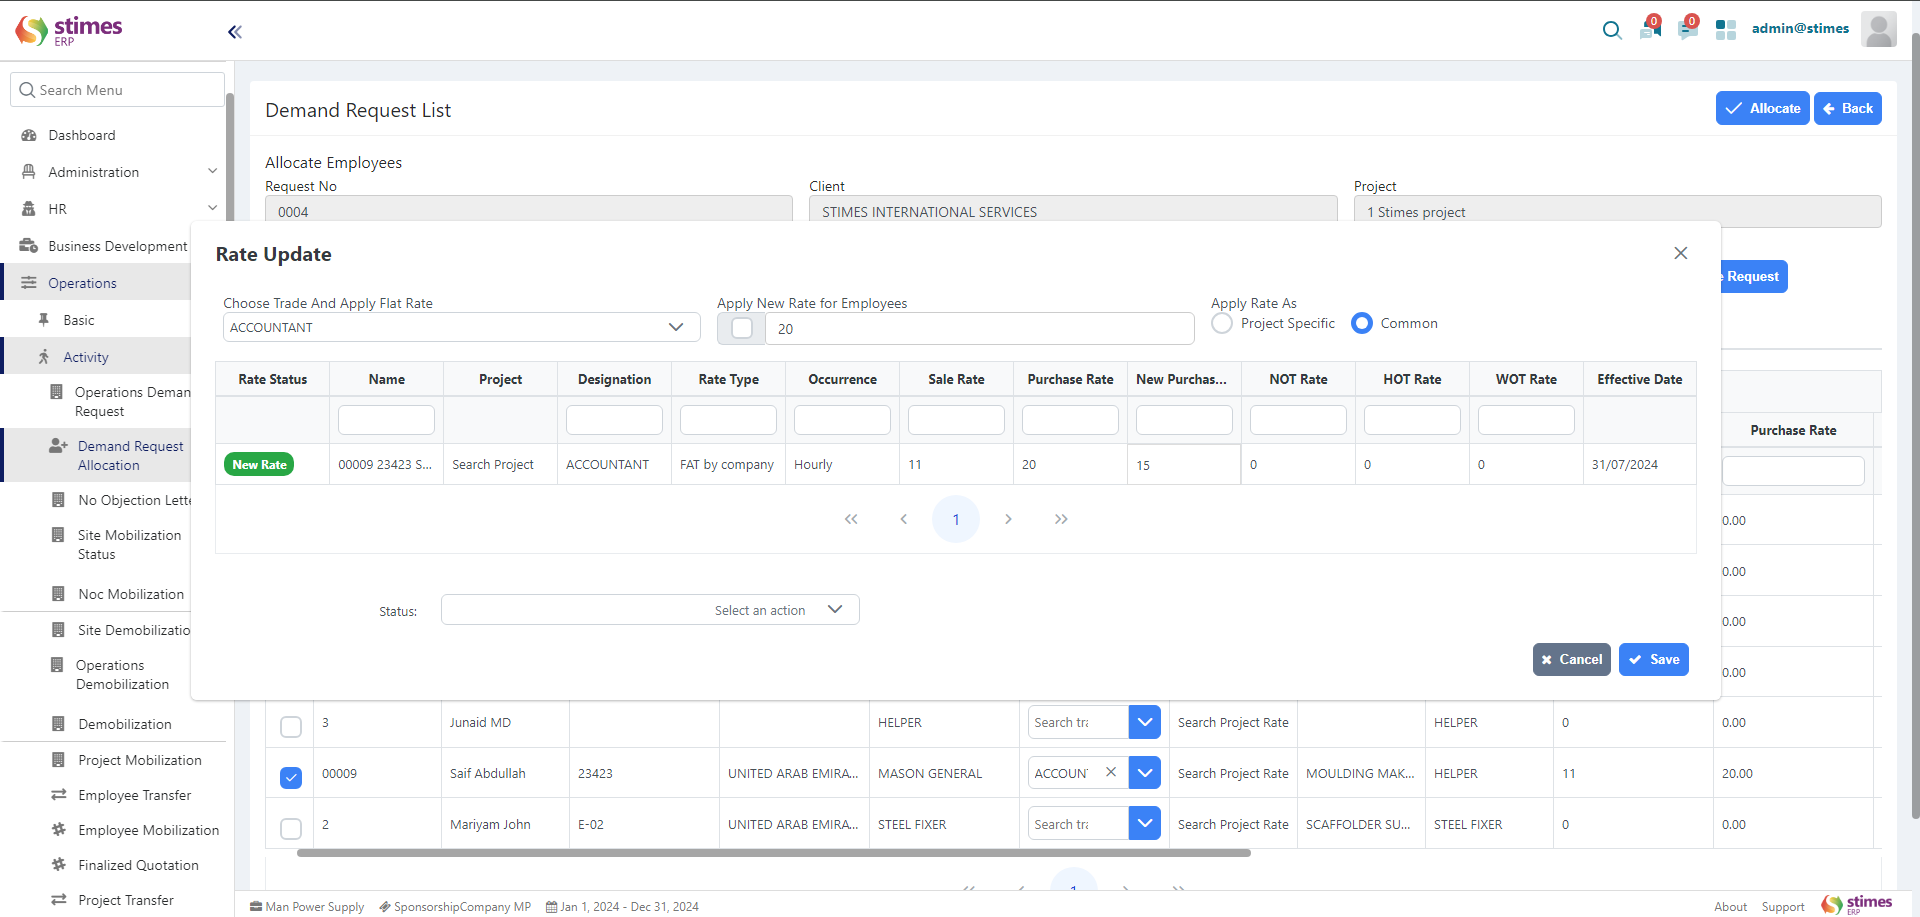 stimes
ERP
0
0
admin@stimes
Search Menu
Dashboard
Administration
HR
Business Development
Operations
Basic
Activity
Operations Deman
Request
Demand Request
Allocation
No Objection Lette
Site Mobilization
Status
Noc Mobilization
Site Demobilizatio
Operations
Demobilization
Demobilization
Project Mobilization
Employee Transfer
Employee Mobilization
Finalized Quotation
Project Transfer
Demand Request List
Allocate
Back
Allocate Employees
Request No
Client
Project
0004
STIMES INTERNATIONAL SERVICES
1 Stimes project
Request
Rate Update
Choose Trade And Apply Flat Rate
Apply New Rate for Employees
Apply Rate As
ACCOUNTANT
20
Project Specific
Common
Rate Status Name Project Designation Rate Type Occurrence Sale Rate Purchase Rate New Purchas... NOT Rate HOT Rate WOT Rate Effective Date
New Rate 00009 23423 S... Search Project ACCOUNTANT FAT by company Hourly 11 20 15 0 0 0 31/07/2024
1
Status:
Select an action
Cancel
Save
Purchase Rate
0.00
0.00
0.00
0.00
3 Junaid MD HELPER Search tra Search Project Rate HELPER 0 0.00
00009 Saif Abdullah 23423 UNITED ARAB EMIRA... MASON GENERAL ACCOUN Search Project Rate MOULDING MAK... HELPER 11 20.00
2 Mariyam John E-02 UNITED ARAB EMIRA... STEEL FIXER Search tra Search Project Rate SCAFFOLDER SU... STEEL FIXER 0 0.00
1
Man Power Supply
SponsorshipCompany MP
Jan 1, 2024 - Dec 31, 2024
About
Support
stimes
ERP